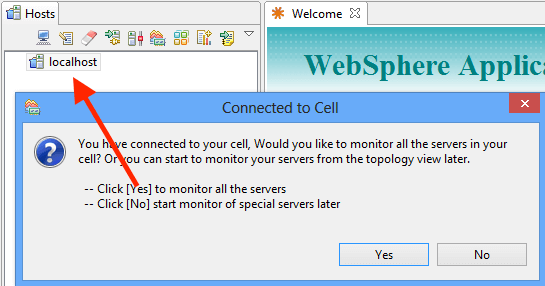 Hosts
Welcome
localhost
WebSphere Applic
Connected to Cell
You have connected to your cell, Would you like to monitor all the servers in your
cell? Or you can start to monitor your servers from the topology view later.
-- Click [Yes] to monitor all the servers
-- Click [No] start monitor of special servers later
Yes
No